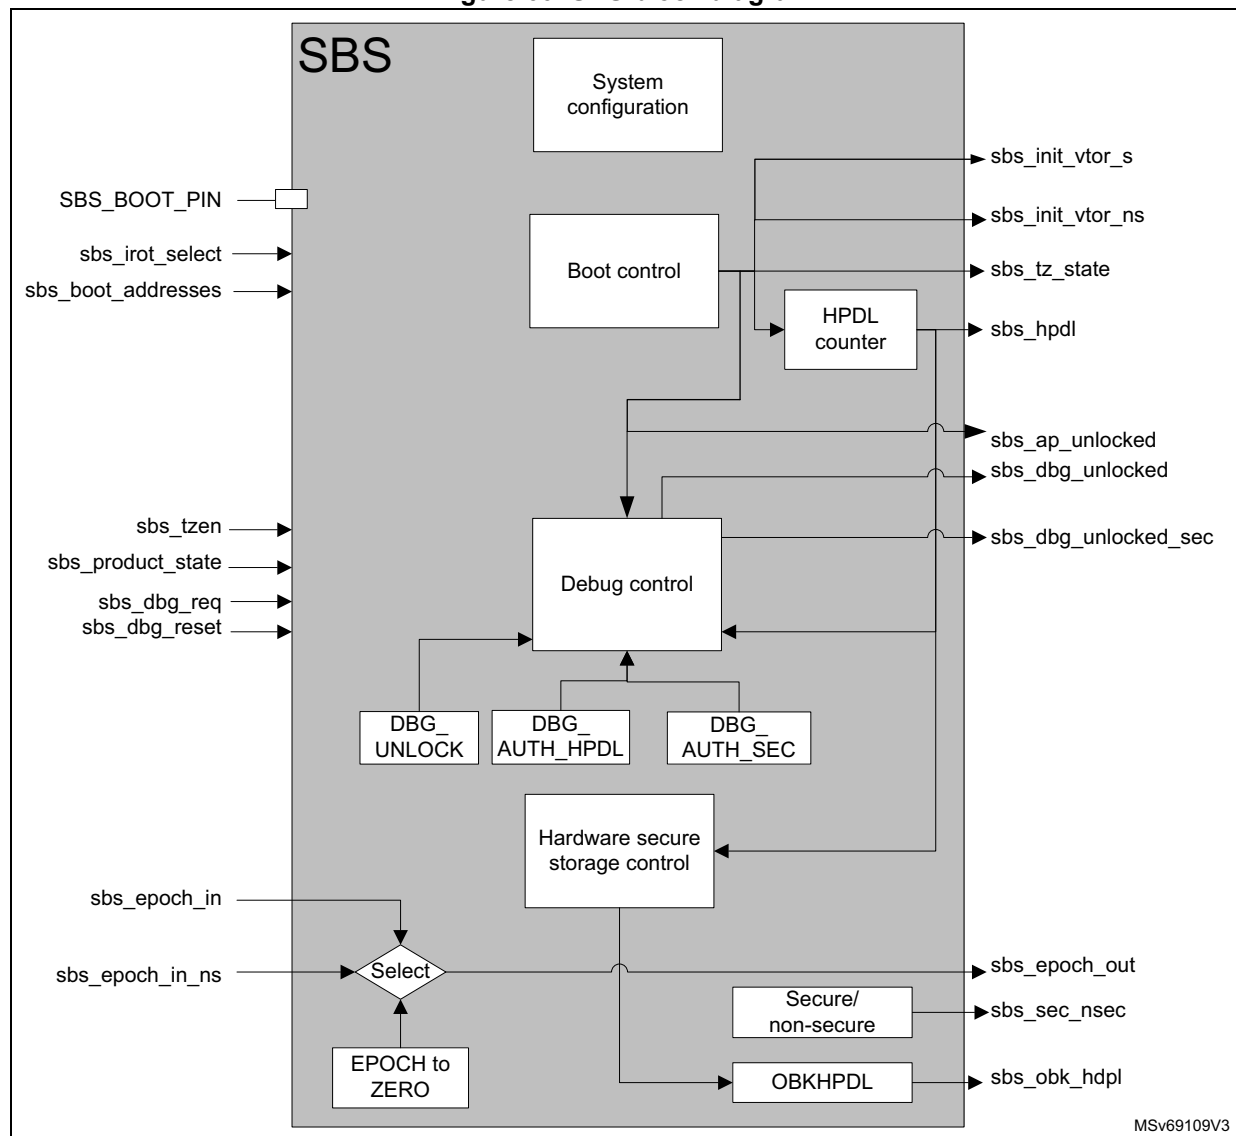 SBS
System
configuration
sbs_init_vtor_s
SBS_BOOT_PIN
sbs_init_vtor_ns
sbs_irot_select
Boot control
sbs_tz_state
sbs_boot_addresses
HPDL
counter
sbs_hpdl
sbs_ap_unlocked
sbs_dbg_unlocked
sbs_tzen
sbs_dbg_unlocked_sec
sbs_product_state
Debug control
sbs_dbg_req
sbs_dbg_reset
DBG_
UNLOCK
DBG_
AUTH_HPDL
DBG_
AUTH_SEC
Hardware secure
storage control
sbs_epoch_in
sbs_epoch_in_ns
Select
sbs_epoch_out
Secure/
non-secure
sbs_sec_nsec
EPOCH to
ZERO
OBKHPDL
sbs_obk_hdpl
MSv69109V3